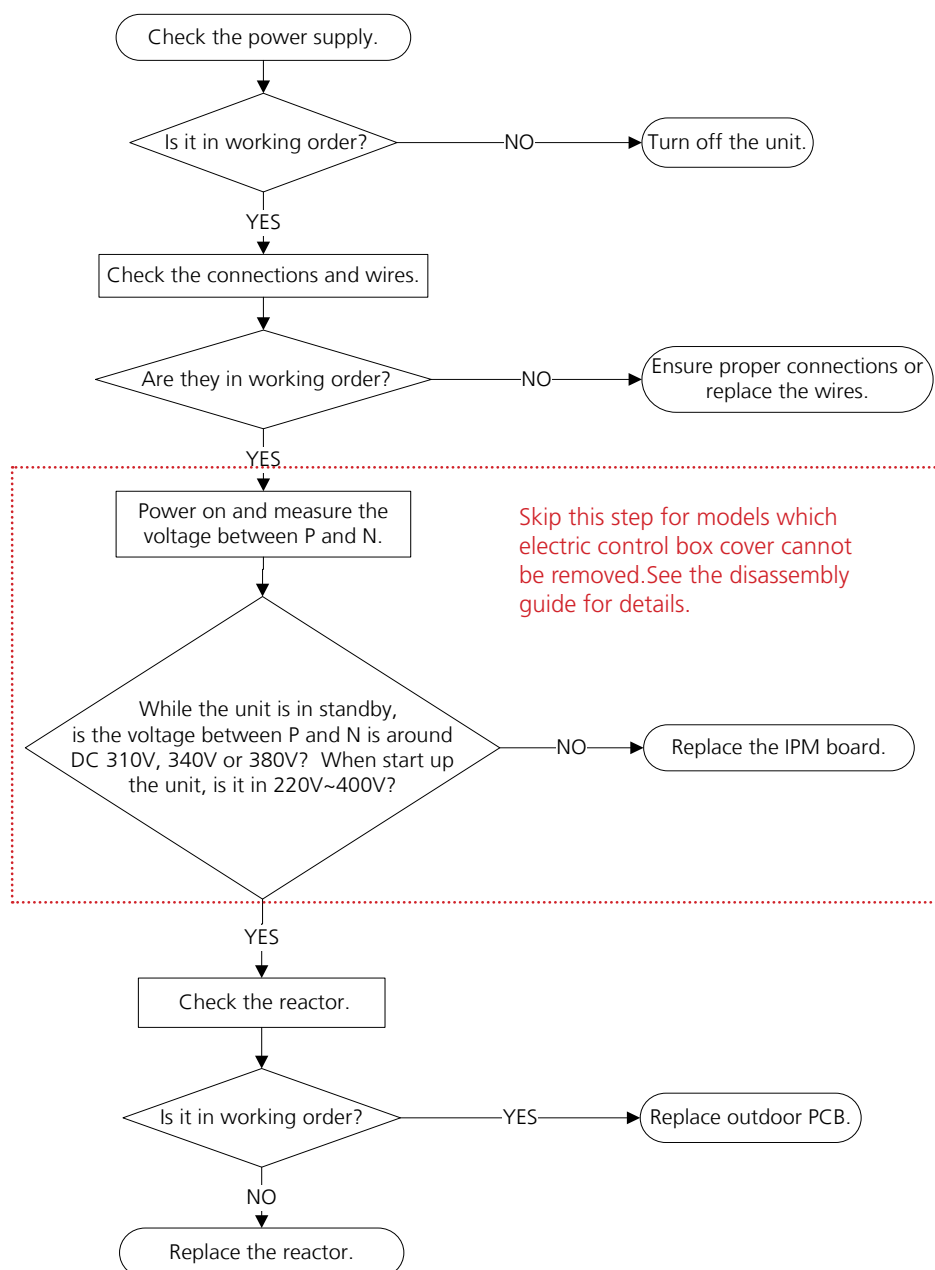 Check the power supply.
Is it in working order?
NO
Turn off the unit.
YES
Check the connections and wires.
Are they in working order?
NO
Ensure proper connections or
replace the wires.
YES
Power on and measure the
voltage between P and N.
Skip this step for models which
electric control box cover cannot
be removed.See the disassembly
guide for details.
While the unit is in standby,
is the voltage between P and N is around
DC 310V, 340V or 380V? When start up
the unit, is it in 220V~400V?
NO
Replace the IPM board.
YES
Check the reactor.
Is it in working order?
YES
Replace outdoor PCB.
NO
Replace the reactor.